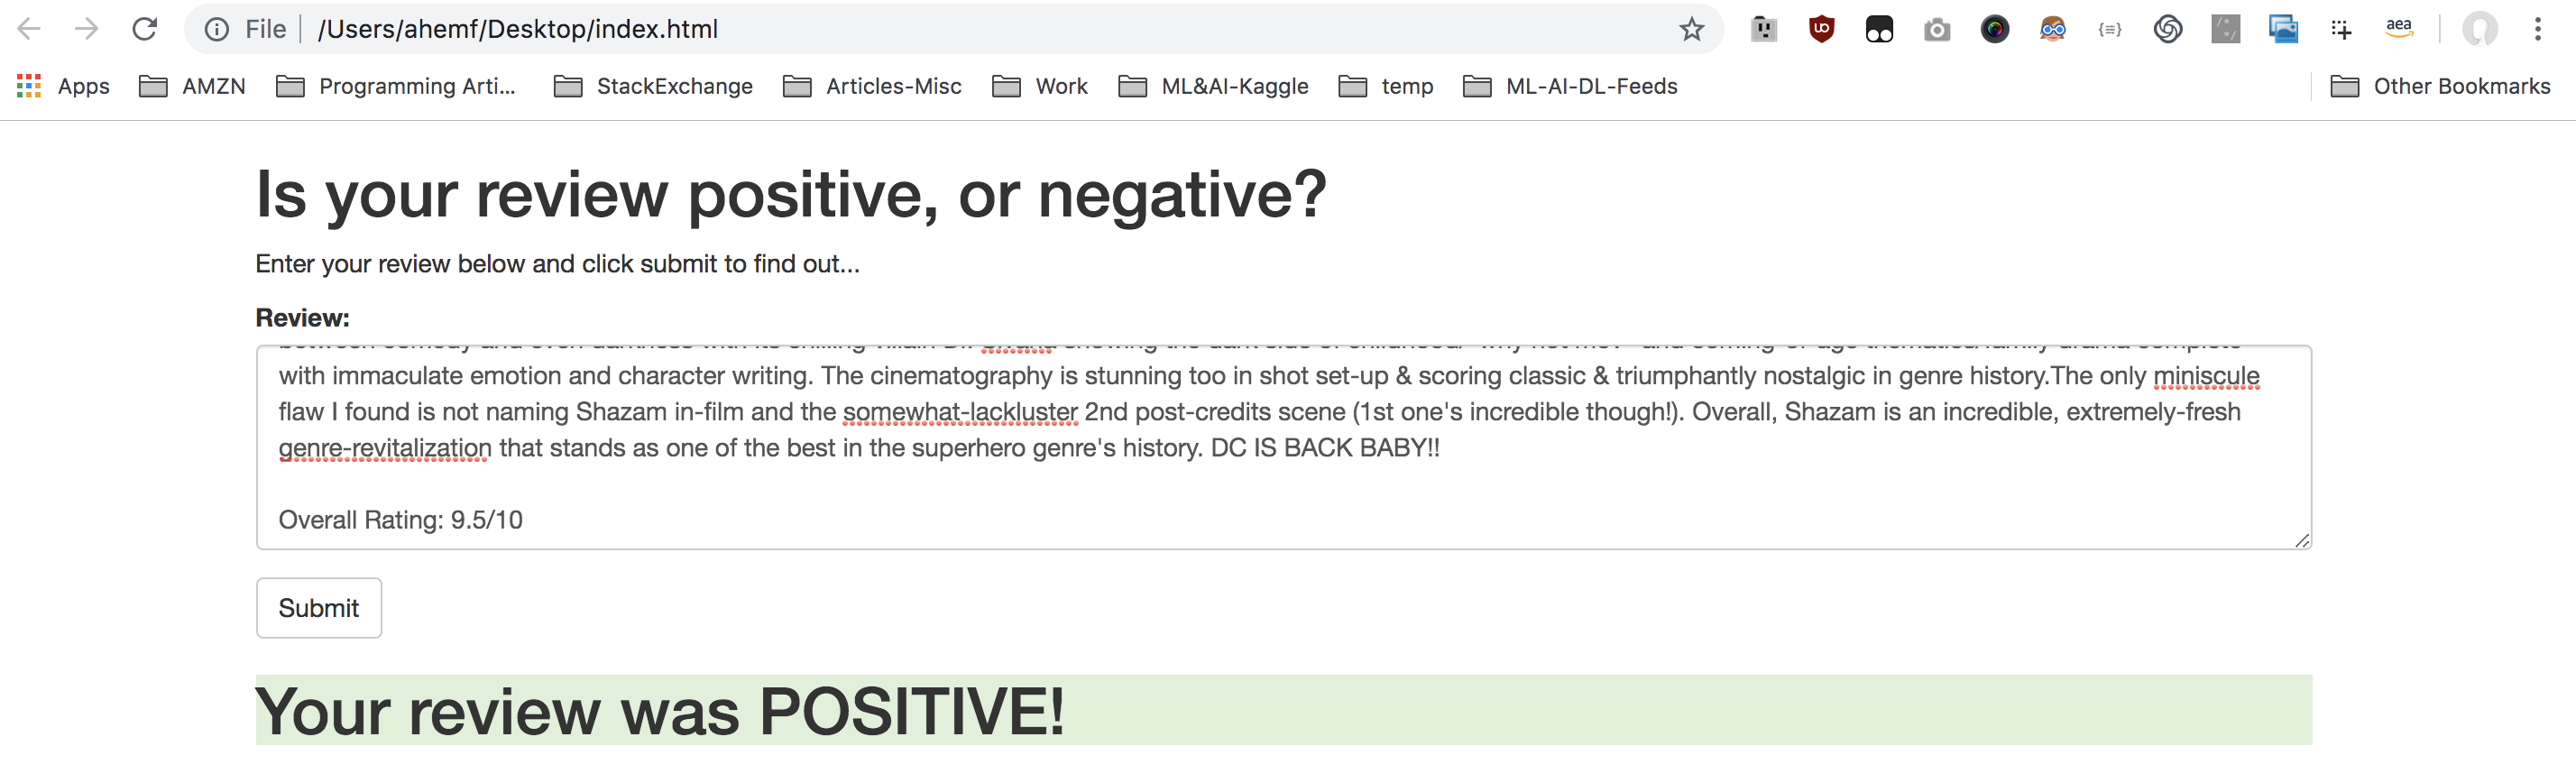 File /Users/ahemf/Desktop/index.html
aea
Apps AMZN Programming Arti... StackExchange Articles-Misc Work ML&AI-Kaggle temp ML-AI-DL-Feeds Other Bookmarks
Is your review positive, or negative?
Enter your review below and click submit to find out...
Review:
with immaculate emotion and character writing. The cinematography is stunning too in shot set-up & scoring classic & triumphantly nostalgic in genre history.The only miniscule
flaw I found is not naming Shazam in-film and the somewhat-lackluster 2nd post-credits scene (1st one's incredible though!). Overall, Shazam is an incredible, extremely-fresh
genre-revitalization that stands as one of the best in the superhero genre's history. DC IS BACK BABY!!
Overall Rating: 9.5/10
Submit
Your review was POSITIVE!